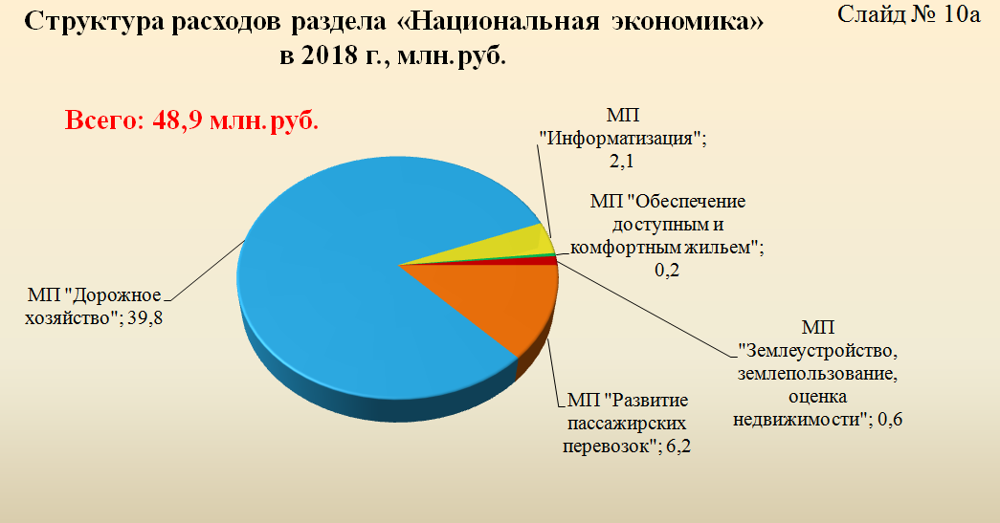 Слайд № 10а
Структура расходов раздела «Национальная экономика»
в 2018 г., млн.руб.
Всего: 48,9 млн.руб.
МП
"Информатизация";
2,1
МП "Обеспечение
доступным и
комфортным жильем";
0,2
МП "Дорожное
хозяйство"; 39,8
МП
"Землеустройство,
землепользование,
оценка
недвижимости"; 0,6
МП "Развитие
пассажирских
перевозок"; 6,2